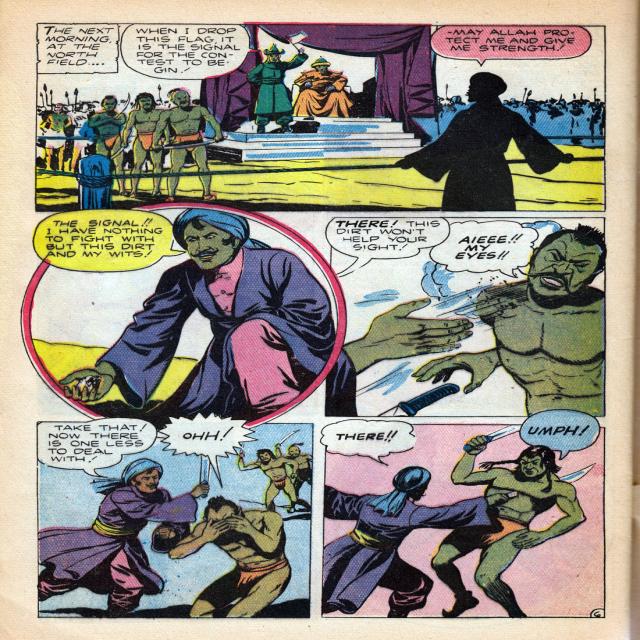 THE NEXT
MORNING,
AT THE
NORTH
FIELD....
WHEN I DROP
THIS FLAG, IT
IS THE SIGNAL
FOR THE CON-
TEST TO BE-
GIN!
-MAY ALLAH PRO-
TECT ME AND GIVE
ME STRENGTH!
THE SIGNAL!!
I HAVE NOTHING
TO FIGHT WITH
BUT THIS DIRT
AND MY WITS!
THERE! THIS
DIRT WON'T
HELP YOUR
SIGHT!
AIEEE!!
MY
EYES!!
TAKE THAT!
NOW THERE
IS ONE LESS
TO DEAL
WITH!
OHH!
THERE!!
UMPH!
6